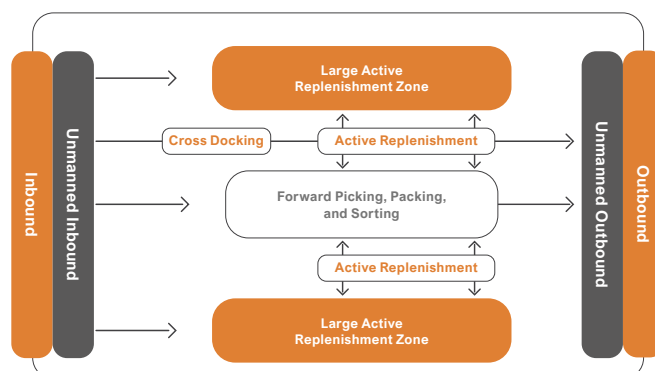 Inbound
Unmanned Inbound
Large Active
Replenishment Zone
Cross Docking
Active Replenishment
Forward Picking, Packing,
and Sorting
Active Replenishment
Large Active
Replenishment Zone
Unmanned Outbound
Outbound